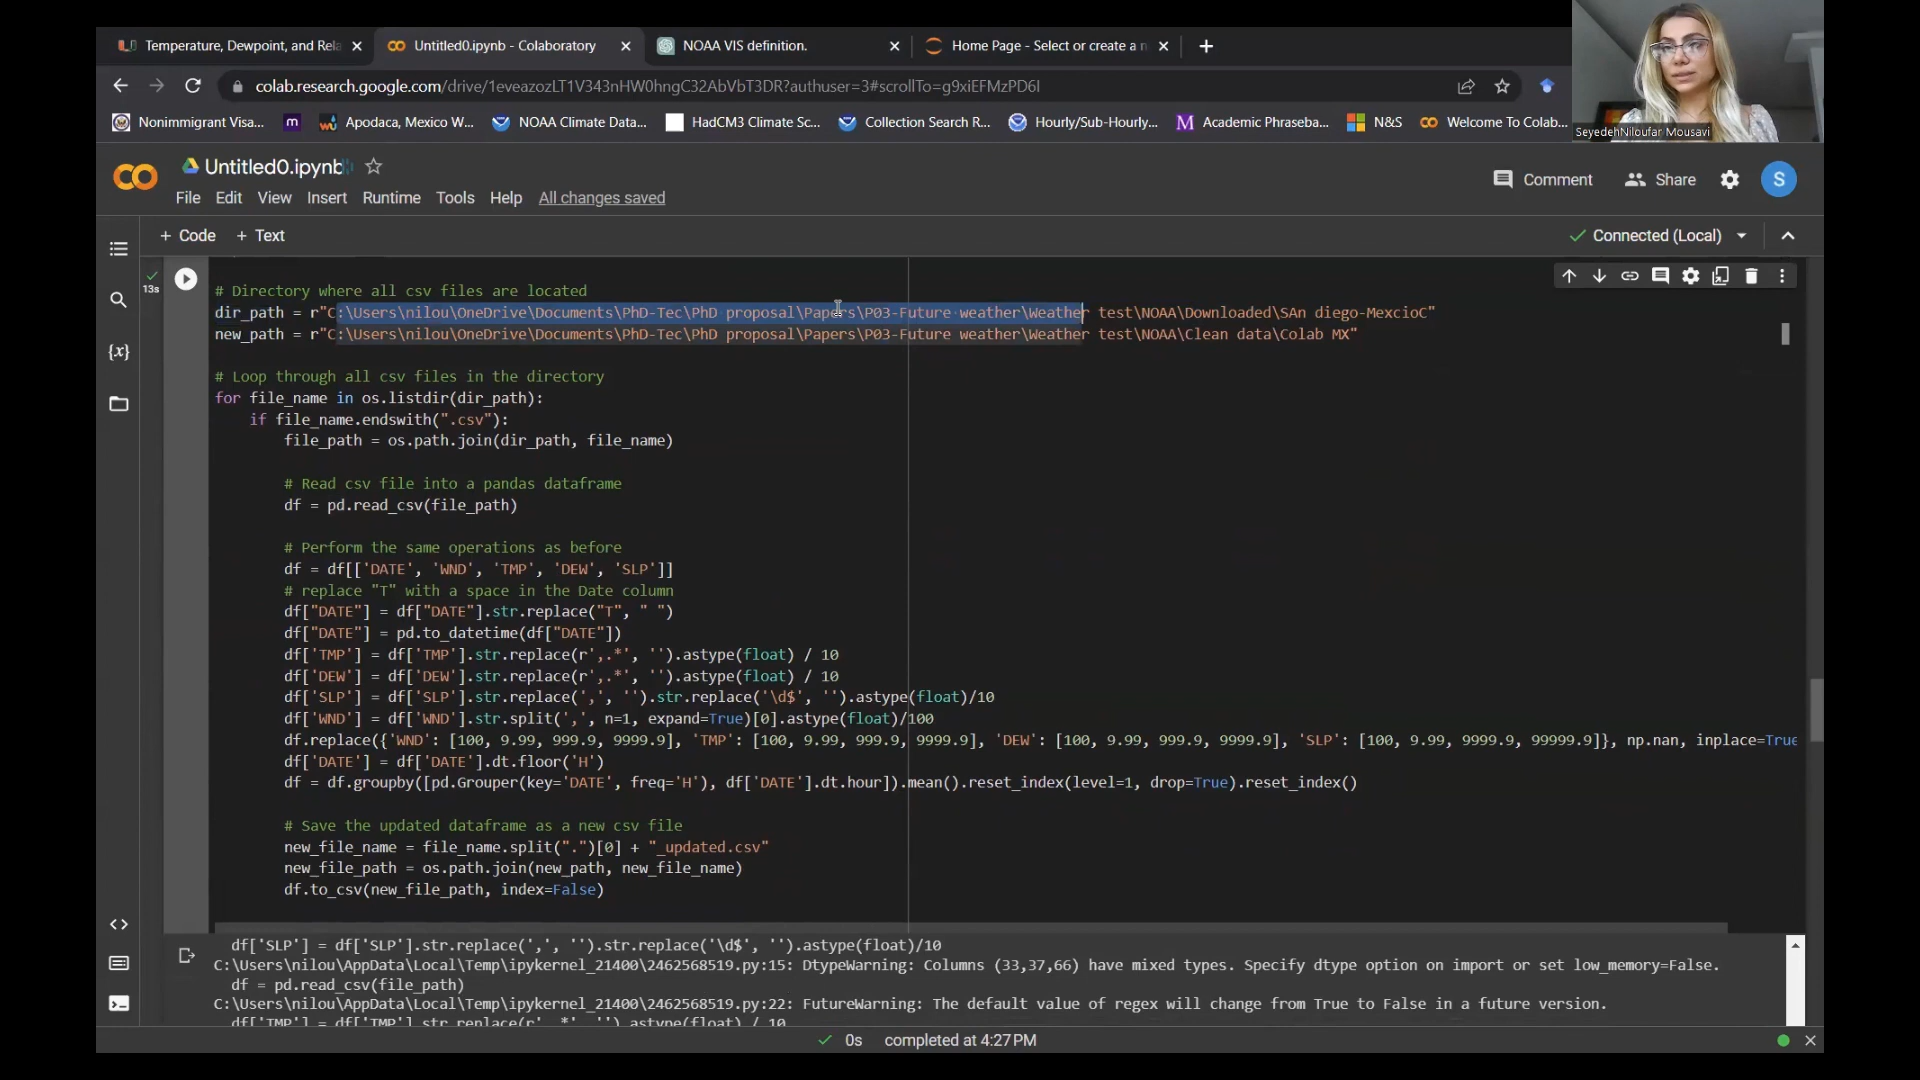 Temperature, Dewpoint, and Rela
Untitled0.ipynb - Colaboratory
NOAA VIS definition.
Home Page - Select or create a n
colab.research.google.com/drive/1eveazozLT1V343nHW0hngC32AbVbT3DR?authuser=3#scrollTo=g9xiEFMzPD6I
Nonimmigrant Visa...
Apodaca, Mexico W...
NOAA Climate Data...
HadCM3 Climate Sc...
Collection Search R...
Hourly/Sub-Hourly...
Academic Phraseba...
N&S
Welcome To Colab...
SeyedehNiloufar Mousavi
Untitled0.ipynb
Comment
Share
S
File Edit View Insert Runtime Tools Help All changes saved
+ Code + Text
Connected (Local)
13s
# Directory where all csv files are located
dir_path = r"C:\Users\nilou\OneDrive\Documents\PhD-Tec\PhD proposal\Papers\P03-Future weather\Weather test\NOAA\Downloaded\SAn diego-MexcioC"
new_path = r"C:\Users\nilou\OneDrive\Documents\PhD-Tec\PhD proposal\Papers\P03-Future weather\Weather test\NOAA\Clean data\Colab MX"
# Loop through all csv files in the directory
for file_name in os.listdir(dir_path):
if file_name.endswith(".csv"):
file_path = os.path.join(dir_path, file_name)
# Read csv file into a pandas dataframe
df = pd.read_csv(file_path)
# Perform the same operations as before
df = df[['DATE', 'WND', 'TMP', 'DEW', 'SLP']]
# replace "T" with a space in the Date column
df["DATE"] = df["DATE"].str.replace("T", " ")
df["DATE"] = pd.to_datetime(df["DATE"])
df['TMP'] = df['TMP'].str.replace(r',.*', '').astype(float) / 10
df['DEW'] = df['DEW'].str.replace(r',.*', '').astype(float) / 10
df['SLP'] = df['SLP'].str.replace(',', '').str.replace('\d$', '').astype(float)/10
df['WND'] = df['WND'].str.split(',', n=1, expand=True)[0].astype(float)/100
df.replace({'WND': [100, 9.99, 999.9, 9999.9], 'TMP': [100, 9.99, 999.9, 9999.9], 'DEW': [100, 9.99, 999.9, 9999.9], 'SLP': [100, 9.99, 9999.9, 99999.9]}, np.nan, inplace=True
df['DATE'] = df['DATE'].dt.floor('H')
df = df.groupby([pd.Grouper(key='DATE', freq='H'), df['DATE'].dt.hour]).mean().reset_index(level=1, drop=True).reset_index()
# Save the updated dataframe as a new csv file
new_file_name = file_name.split(".")[0] + "_updated.csv"
new_file_path = os.path.join(new_path, new_file_name)
df.to_csv(new_file_path, index=False)
df['SLP'] = df['SLP'].str.replace(',', '').str.replace('\d$', '').astype(float)/10
C:\Users\nilou\AppData\Local\Temp\ipykernel_21400\2462568519.py:15: DtypeWarning: Columns (33,37,66) have mixed types. Specify dtype option on import or set low_memory=False.
df = pd.read_csv(file_path)
C:\Users\nilou\AppData\Local\Temp\ipykernel_21400\2462568519.py:22: FutureWarning: The default value of regex will change from True to False in a future version.
df['TMP'] = df['TMP'].str.replace(r',.*', '').astype(float) / 10
0s completed at 4:27 PM